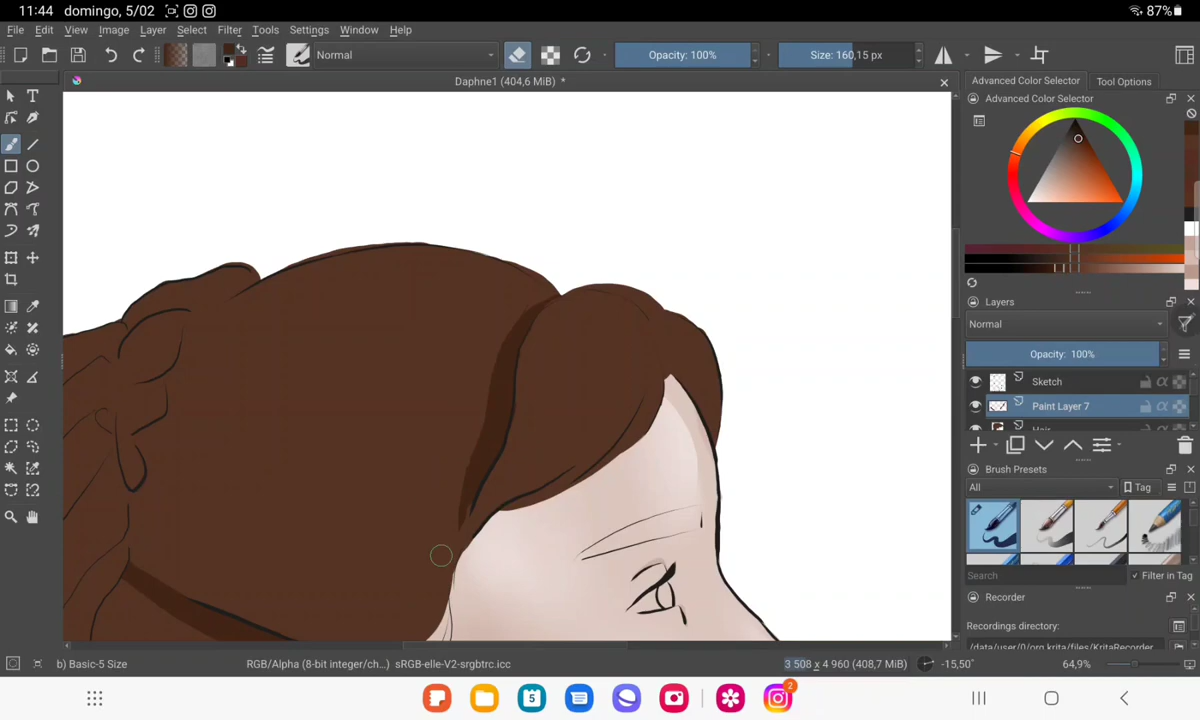 11:44 domingo, 5/02 87%
File Edit View Image Layer Select Filter Tools Settings Window Help
Normal Opacity: 100% Size: 160,15 px
Daphne1 (404,6 MiB) *
Advanced Color Selector Tool Options
Advanced Color Selector
Layers
Normal
Opacity: 100%
Sketch
Paint Layer 7
Hair
Brush Presets
All Tag
Search Filter in Tag
Recorder
Recordings directory:
/data/user/0/org.krita/files/KritaRecorder
b) Basic-5 Size RGB/Alpha (8-bit integer/ch...) sRGB-elle-V2-srgbtrc.icc 3 508 x 4 960 (408,7 MiB) -15,50° 64,9%
5 2